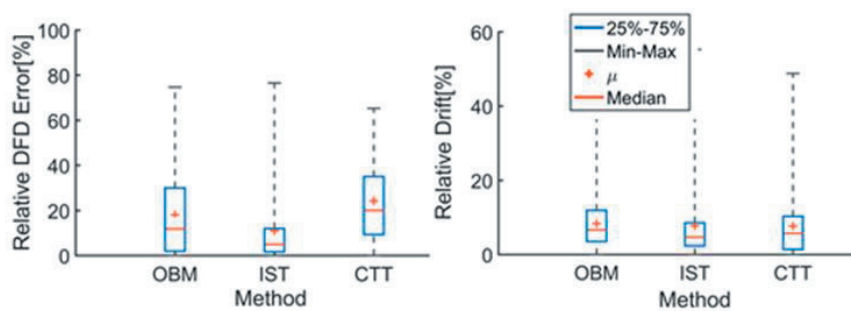 Relative DFD Error[%]
100
80
60
40
20
0
OBM IST CTT
Method
Relative Drift[%]
60
40
20
0
25%-75%
Min-Max
μ
Median
OBM IST CTT
Method